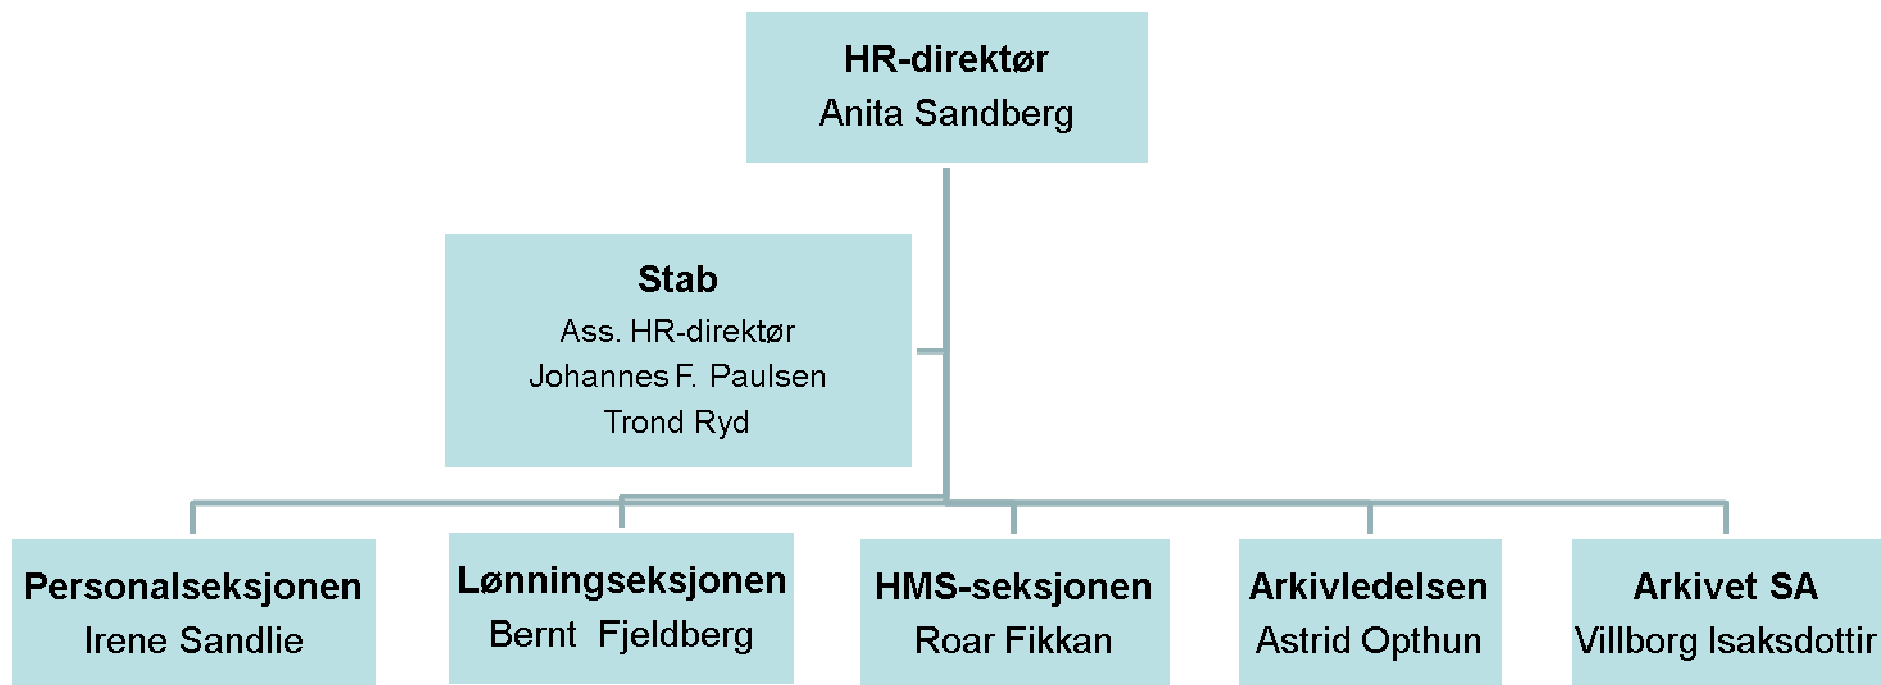 HR-direktør
Anita Sandberg
Stab
Ass. HR-direktør
Johannes F. Paulsen
Trond Ryd
Personalseksjonen
Irene Sandlie
Lønningseksjonen
Bernt Fjeldberg
HMS-seksjonen
Roar Fikkan
Arkivledelsen
Astrid Opthun
Arkivet SA
Villborg Isaksdottir